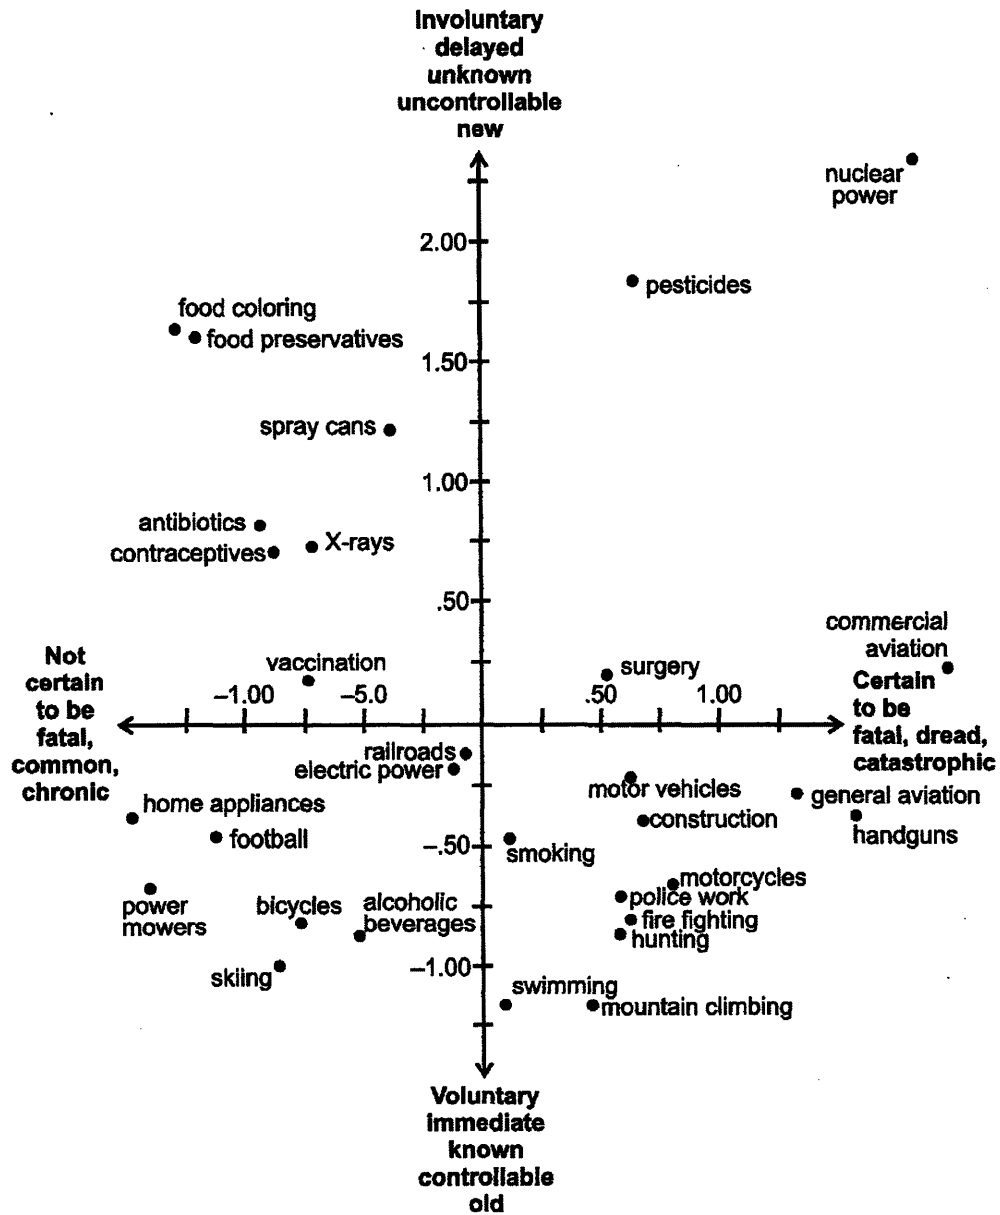 Involuntary
delayed
unknown
uncontrollable
new
nuclear
power
2.00
pesticides
food coloring
food preservatives
1.50
spray cans
1.00
antibiotics
X-rays
contraceptives
.50
commercial
aviation
Not
certain
to be
fatal,
common,
chronic
vaccination
surgery
–1.00
–5.0
.50
1.00
Certain
to be
fatal, dread,
catastrophic
railroads
electric power
motor vehicles
general aviation
home appliances
construction
handguns
football
–.50
smoking
motorcycles
police work
power
mowers
bicycles
alcoholic
beverages
fire fighting
hunting
skiing
–1.00
swimming
mountain climbing
Voluntary
immediate
known
controllable
old